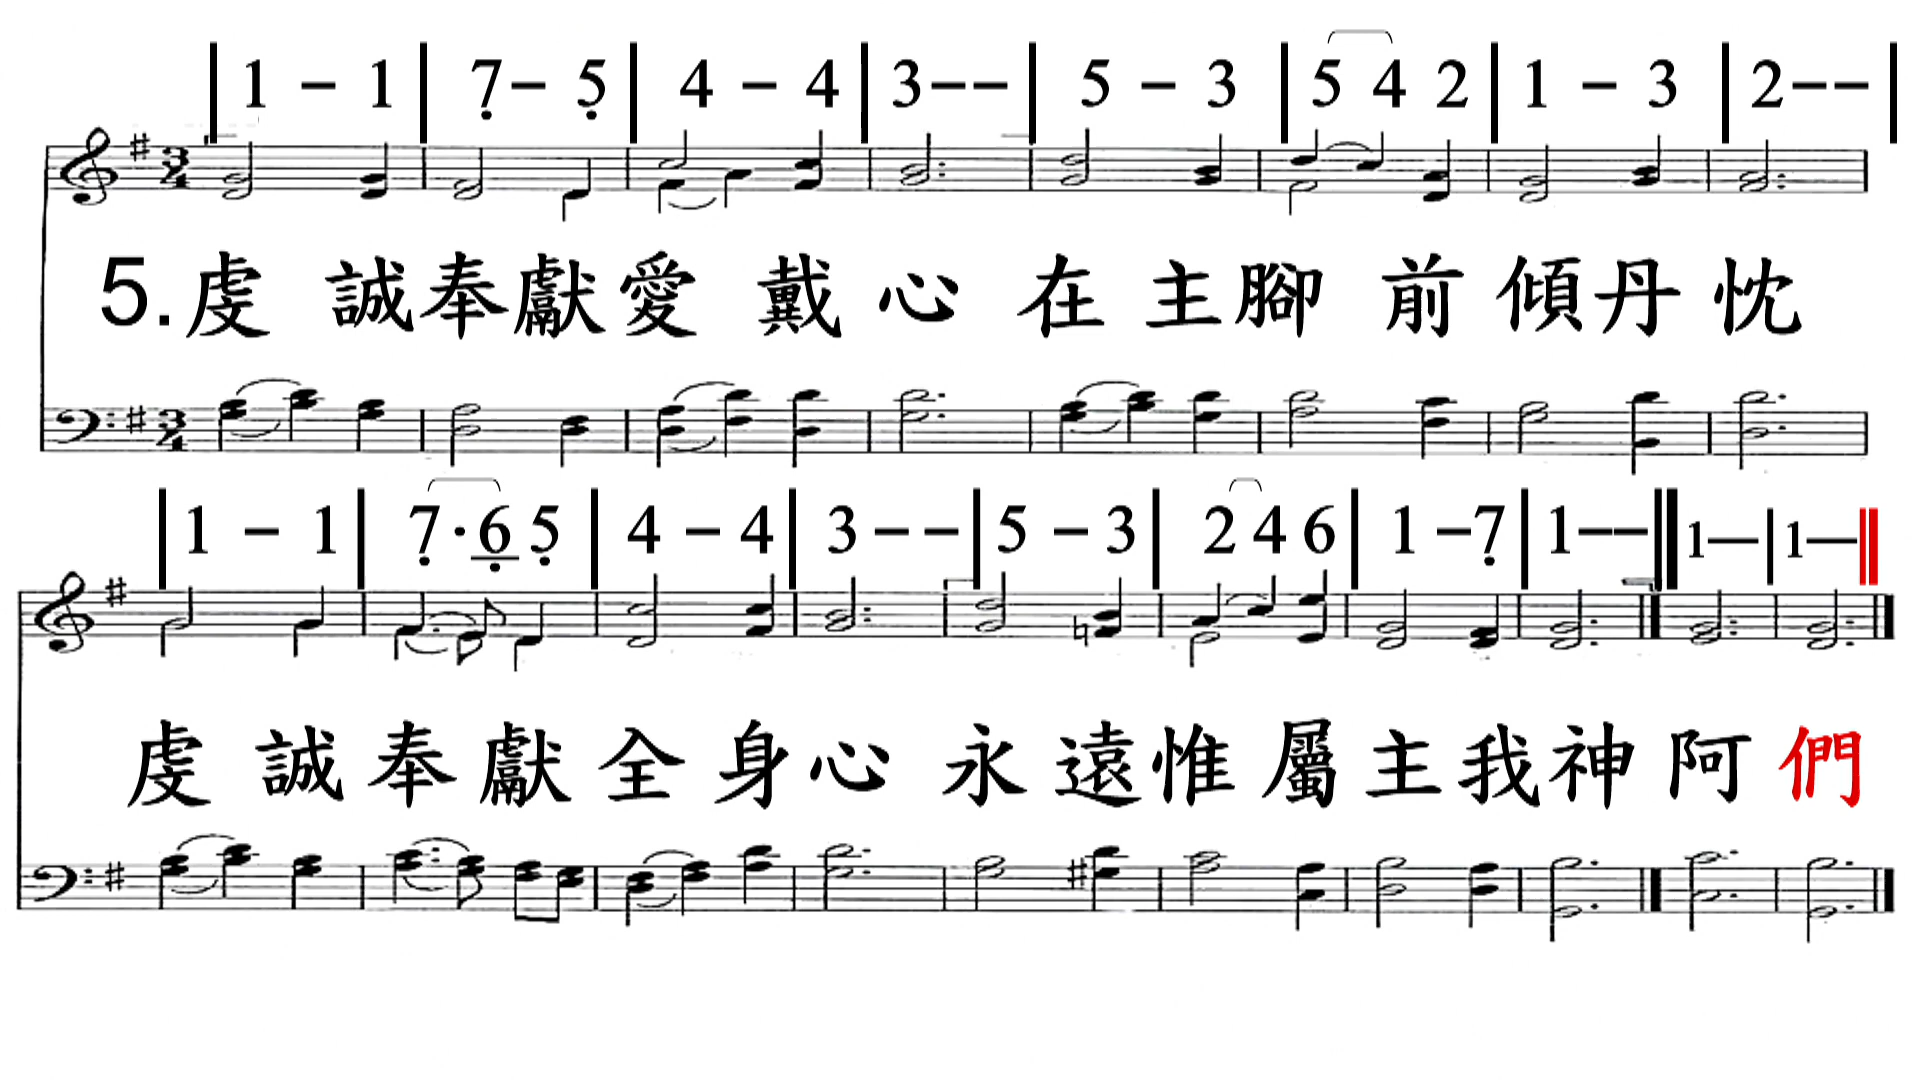 1 - 1 | 7 - 5 | 4 - 4 | 3 - - | 5 - 3 | 5 4 2 | 1 - 3 | 2 - - |
5.虔誠奉獻愛戴心在主腳前傾丹忱
1 - 1 | 7 · 6 5 | 4 - 4 | 3 - - | 5 - 3 | 2 4 6 | 1 - 7 | 1 - - || 1 — | 1 — ||
虔誠奉獻全身心永遠惟屬主我神阿們